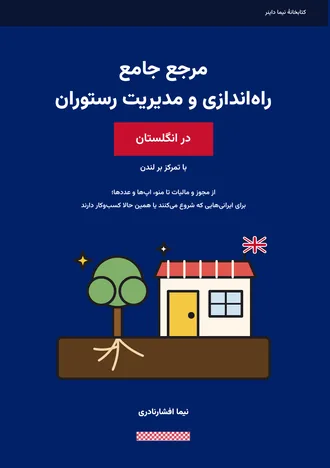 کتابخانهٔ نیما داینر
مرجع جامع
راه‌اندازی و مدیریت رستوران
در انگلستان
با تمرکز بر لندن
از مجوز و مالیات تا منو، اپ‌ها و عددها؛
برای ایرانی‌هایی که شروع می‌کنند یا همین حالا کسب‌وکار دارند
نیما افشارنادری